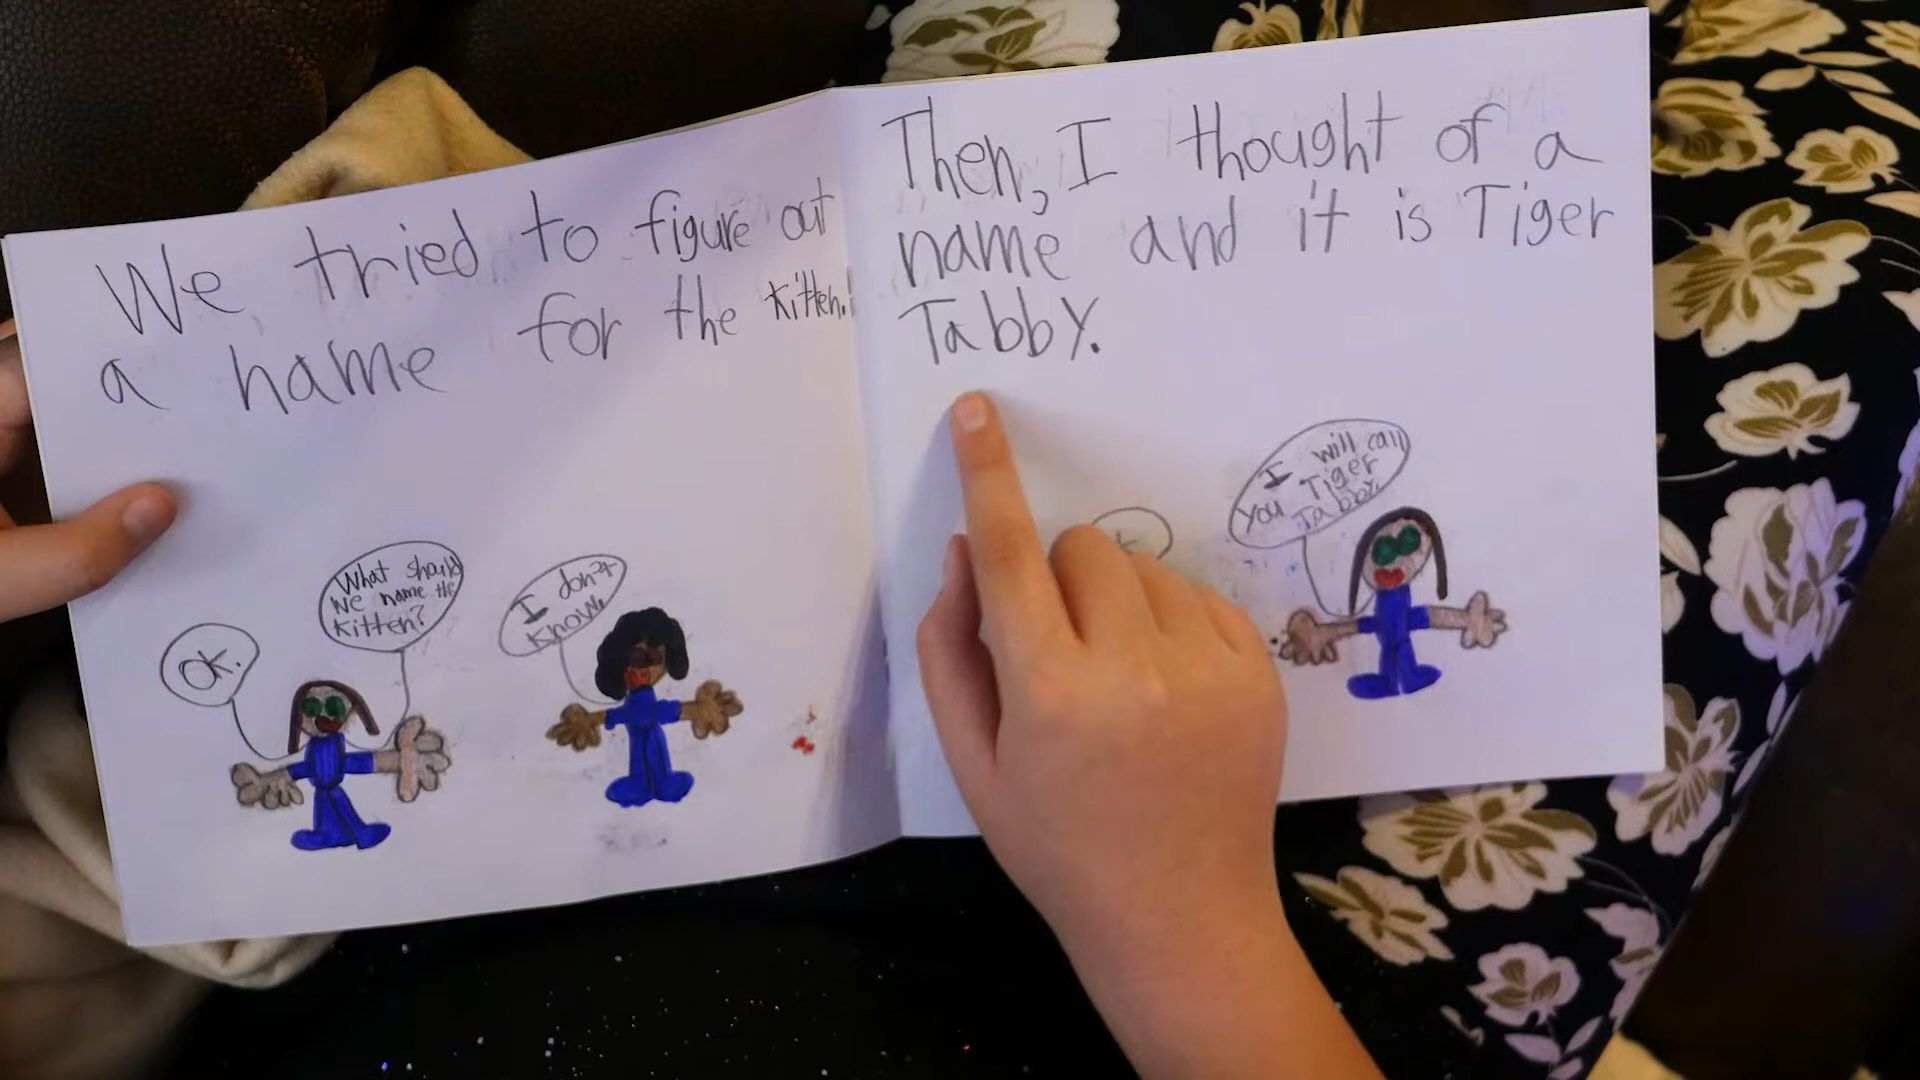 We tried to figure out
a name for the kitten.
OK.
What should
we name the
kitten?
I don't
know.
Then, I thought of a
name and it is Tiger
Tabby.
I will call
you Tiger
Tabby.